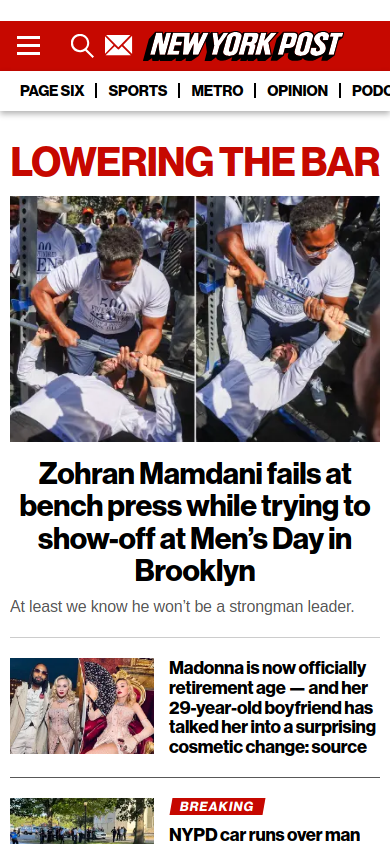 NEW YORK POST
PAGE SIX
SPORTS
METRO
OPINION
PODC
LOWERING THE BAR
Zohran Mamdani fails at
bench press while trying to
show-off at Men’s Day in
Brooklyn
At least we know he won’t be a strongman leader.
Madonna is now officially
retirement age — and her
29-year-old boyfriend has
talked her into a surprising
cosmetic change: source
BREAKING
NYPD car runs over man